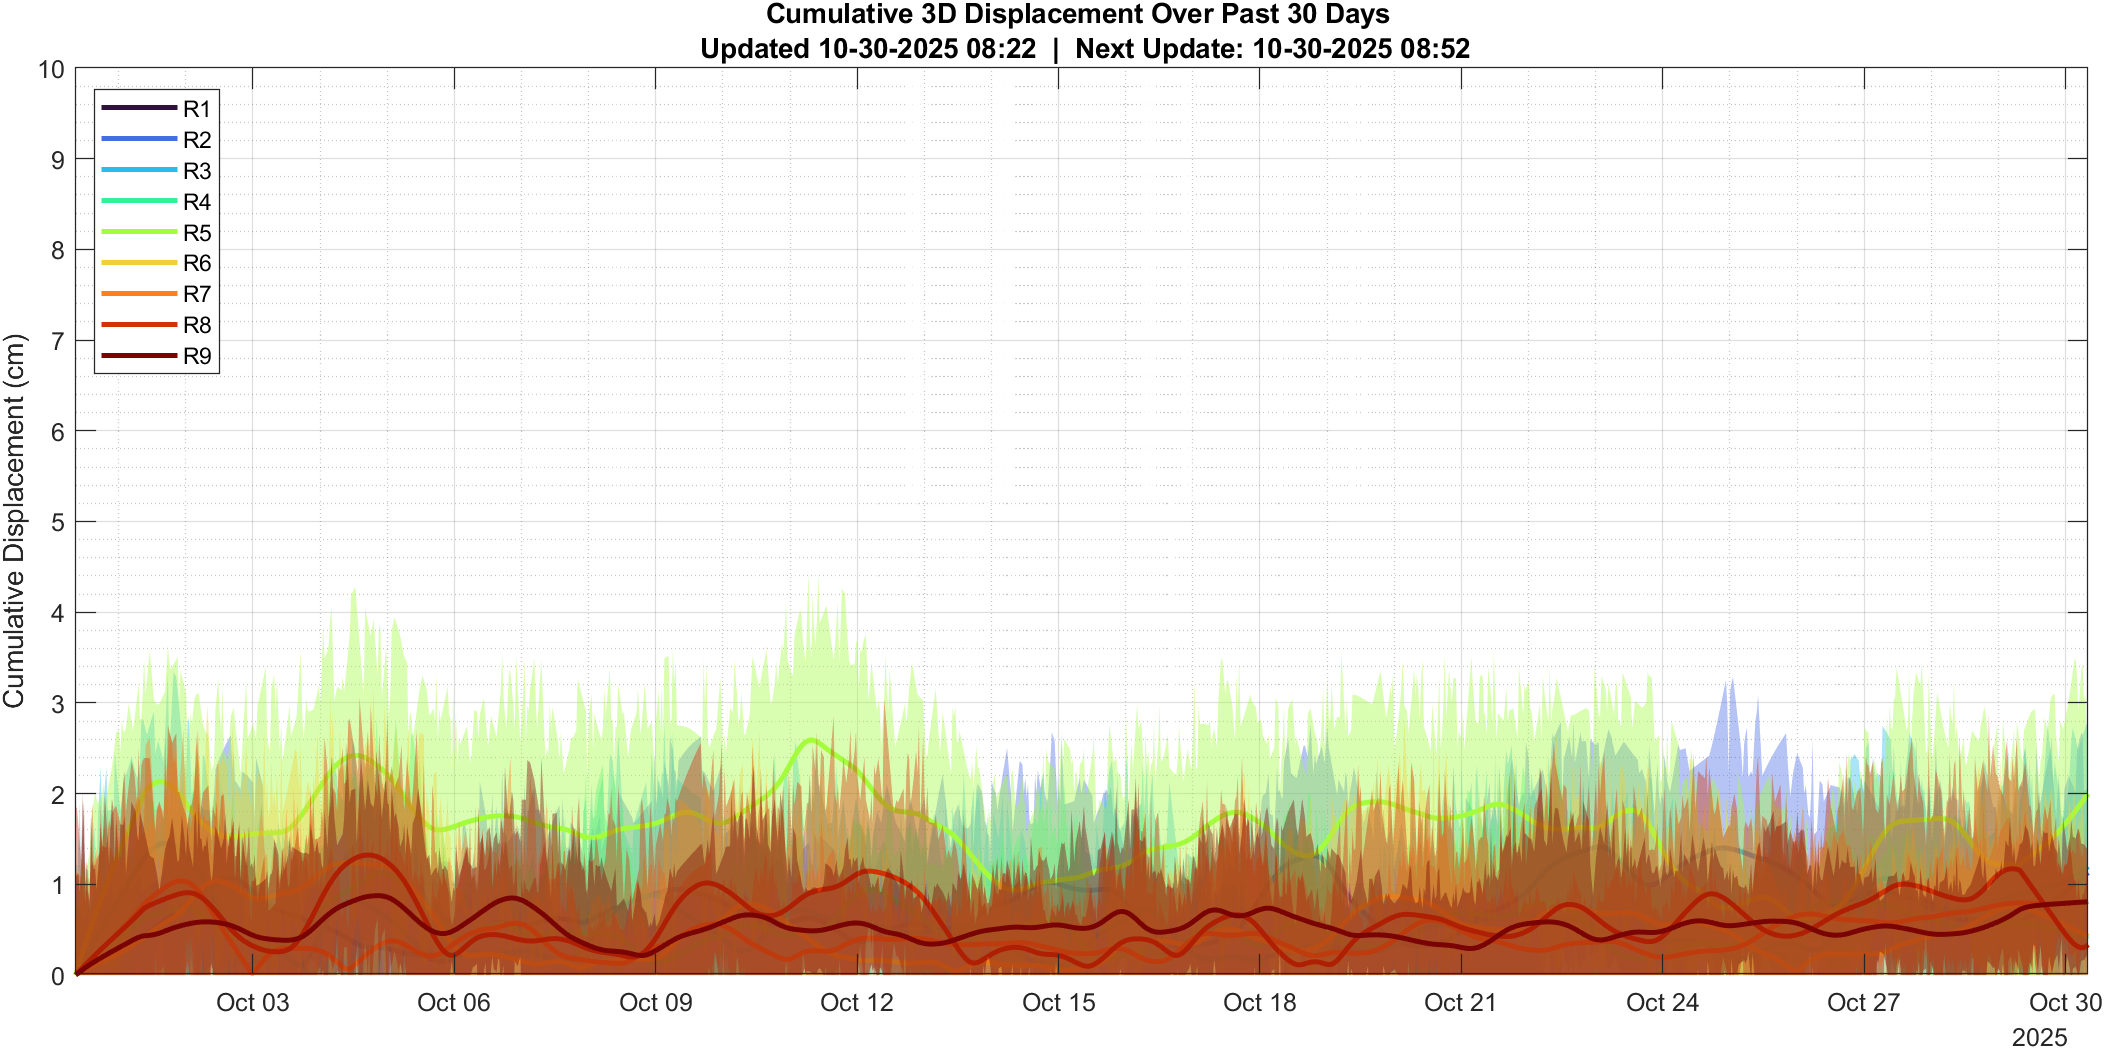 Cumulative 3D Displacement Over Past 30 Days
Updated 10-30-2025 08:22 | Next Update: 10-30-2025 08:52
Cumulative Displacement (cm)
10
9
8
7
6
5
4
3
2
1
0
R1
R2
R3
R4
R5
R6
R7
R8
R9
Oct 03 Oct 06 Oct 09 Oct 12 Oct 15 Oct 18 Oct 21 Oct 24 Oct 27 Oct 30
2025